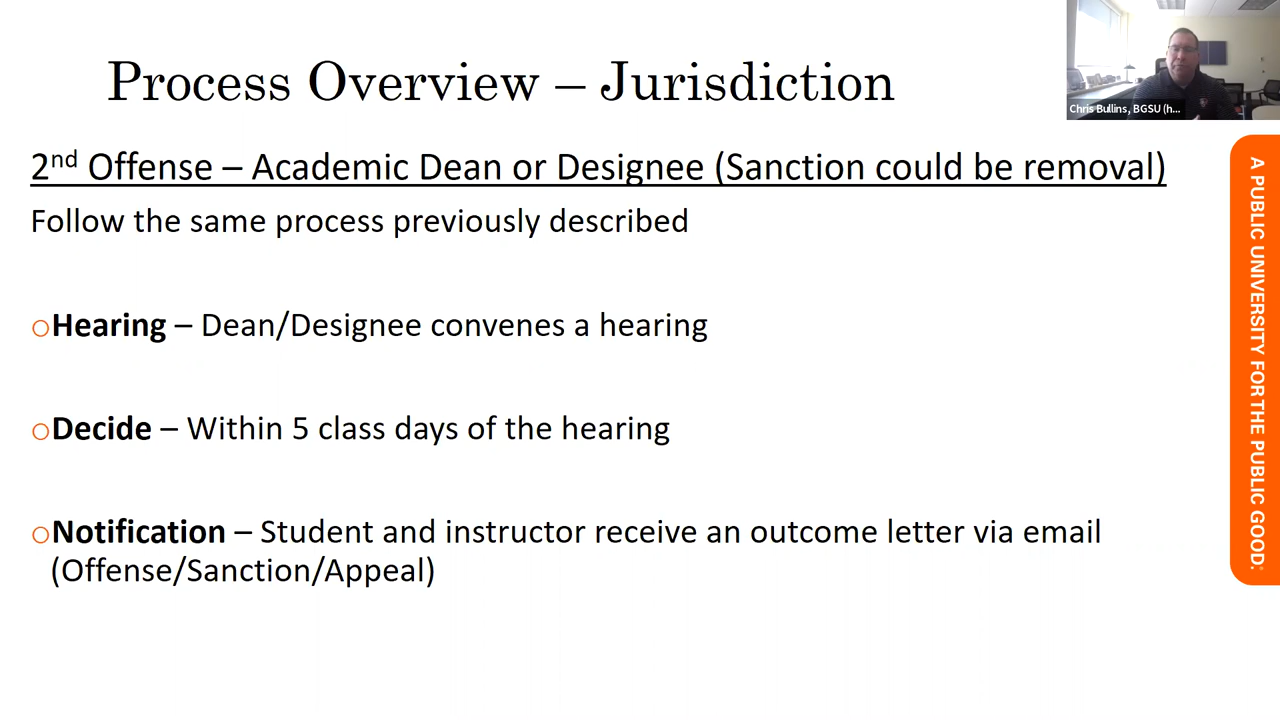 Process Overview – Jurisdiction
Chris Bullins, BGSU (h...
2nd Offense – Academic Dean or Designee (Sanction could be removal)
Follow the same process previously described
oHearing – Dean/Designee convenes a hearing
oDecide – Within 5 class days of the hearing
oNotification – Student and instructor receive an outcome letter via email
(Offense/Sanction/Appeal)
A PUBLIC UNIVERSITY FOR THE PUBLIC GOOD.